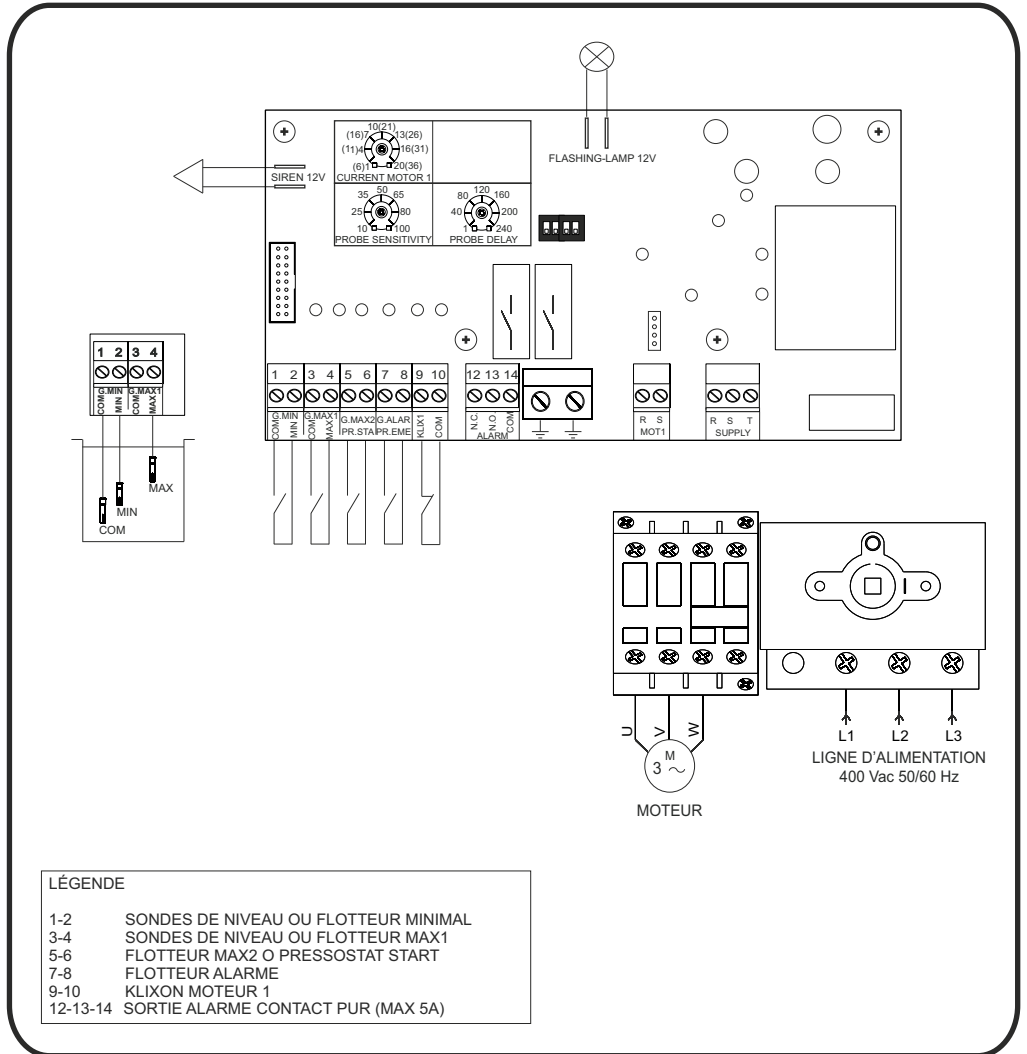 FLASHING-LAMP 12V
SIREN 12V
10(21)
(16)7 13(26)
(11)4 16(31)
(6)1 20(36)
CURRENT MOTOR 1
50
35 65
25 80
10 100
PROBE SENSITIVITY
120
80 160
40 200
1 240
PROBE DELAY
1 2 3 4
G.MIN G.MAX1
COM MIN COM MAX1
MAX
MIN
COM
1 2 3 4 5 6 7 8 9 10 12 13 14
G.MIN G.MAX1 G.MAX2 G.ALAR
COM MIN COM MAX1 PR.STA PR.EME KLIX1 COM
N.C. N.O. COM
ALARM
R S
MOT1
R S T
SUPPLY
U V W
M
3 ~
MOTEUR
L1 L2 L3
LIGNE D'ALIMENTATION
400 Vac 50/60 Hz
LÉGENDE
1-2 SONDES DE NIVEAU OU FLOTTEUR MINIMAL
3-4 SONDES DE NIVEAU OU FLOTTEUR MAX1
5-6 FLOTTEUR MAX2 O PRESSOSTAT START
7-8 FLOTTEUR ALARME
9-10 KLIXON MOTEUR 1
12-13-14 SORTIE ALARME CONTACT PUR (MAX 5A)